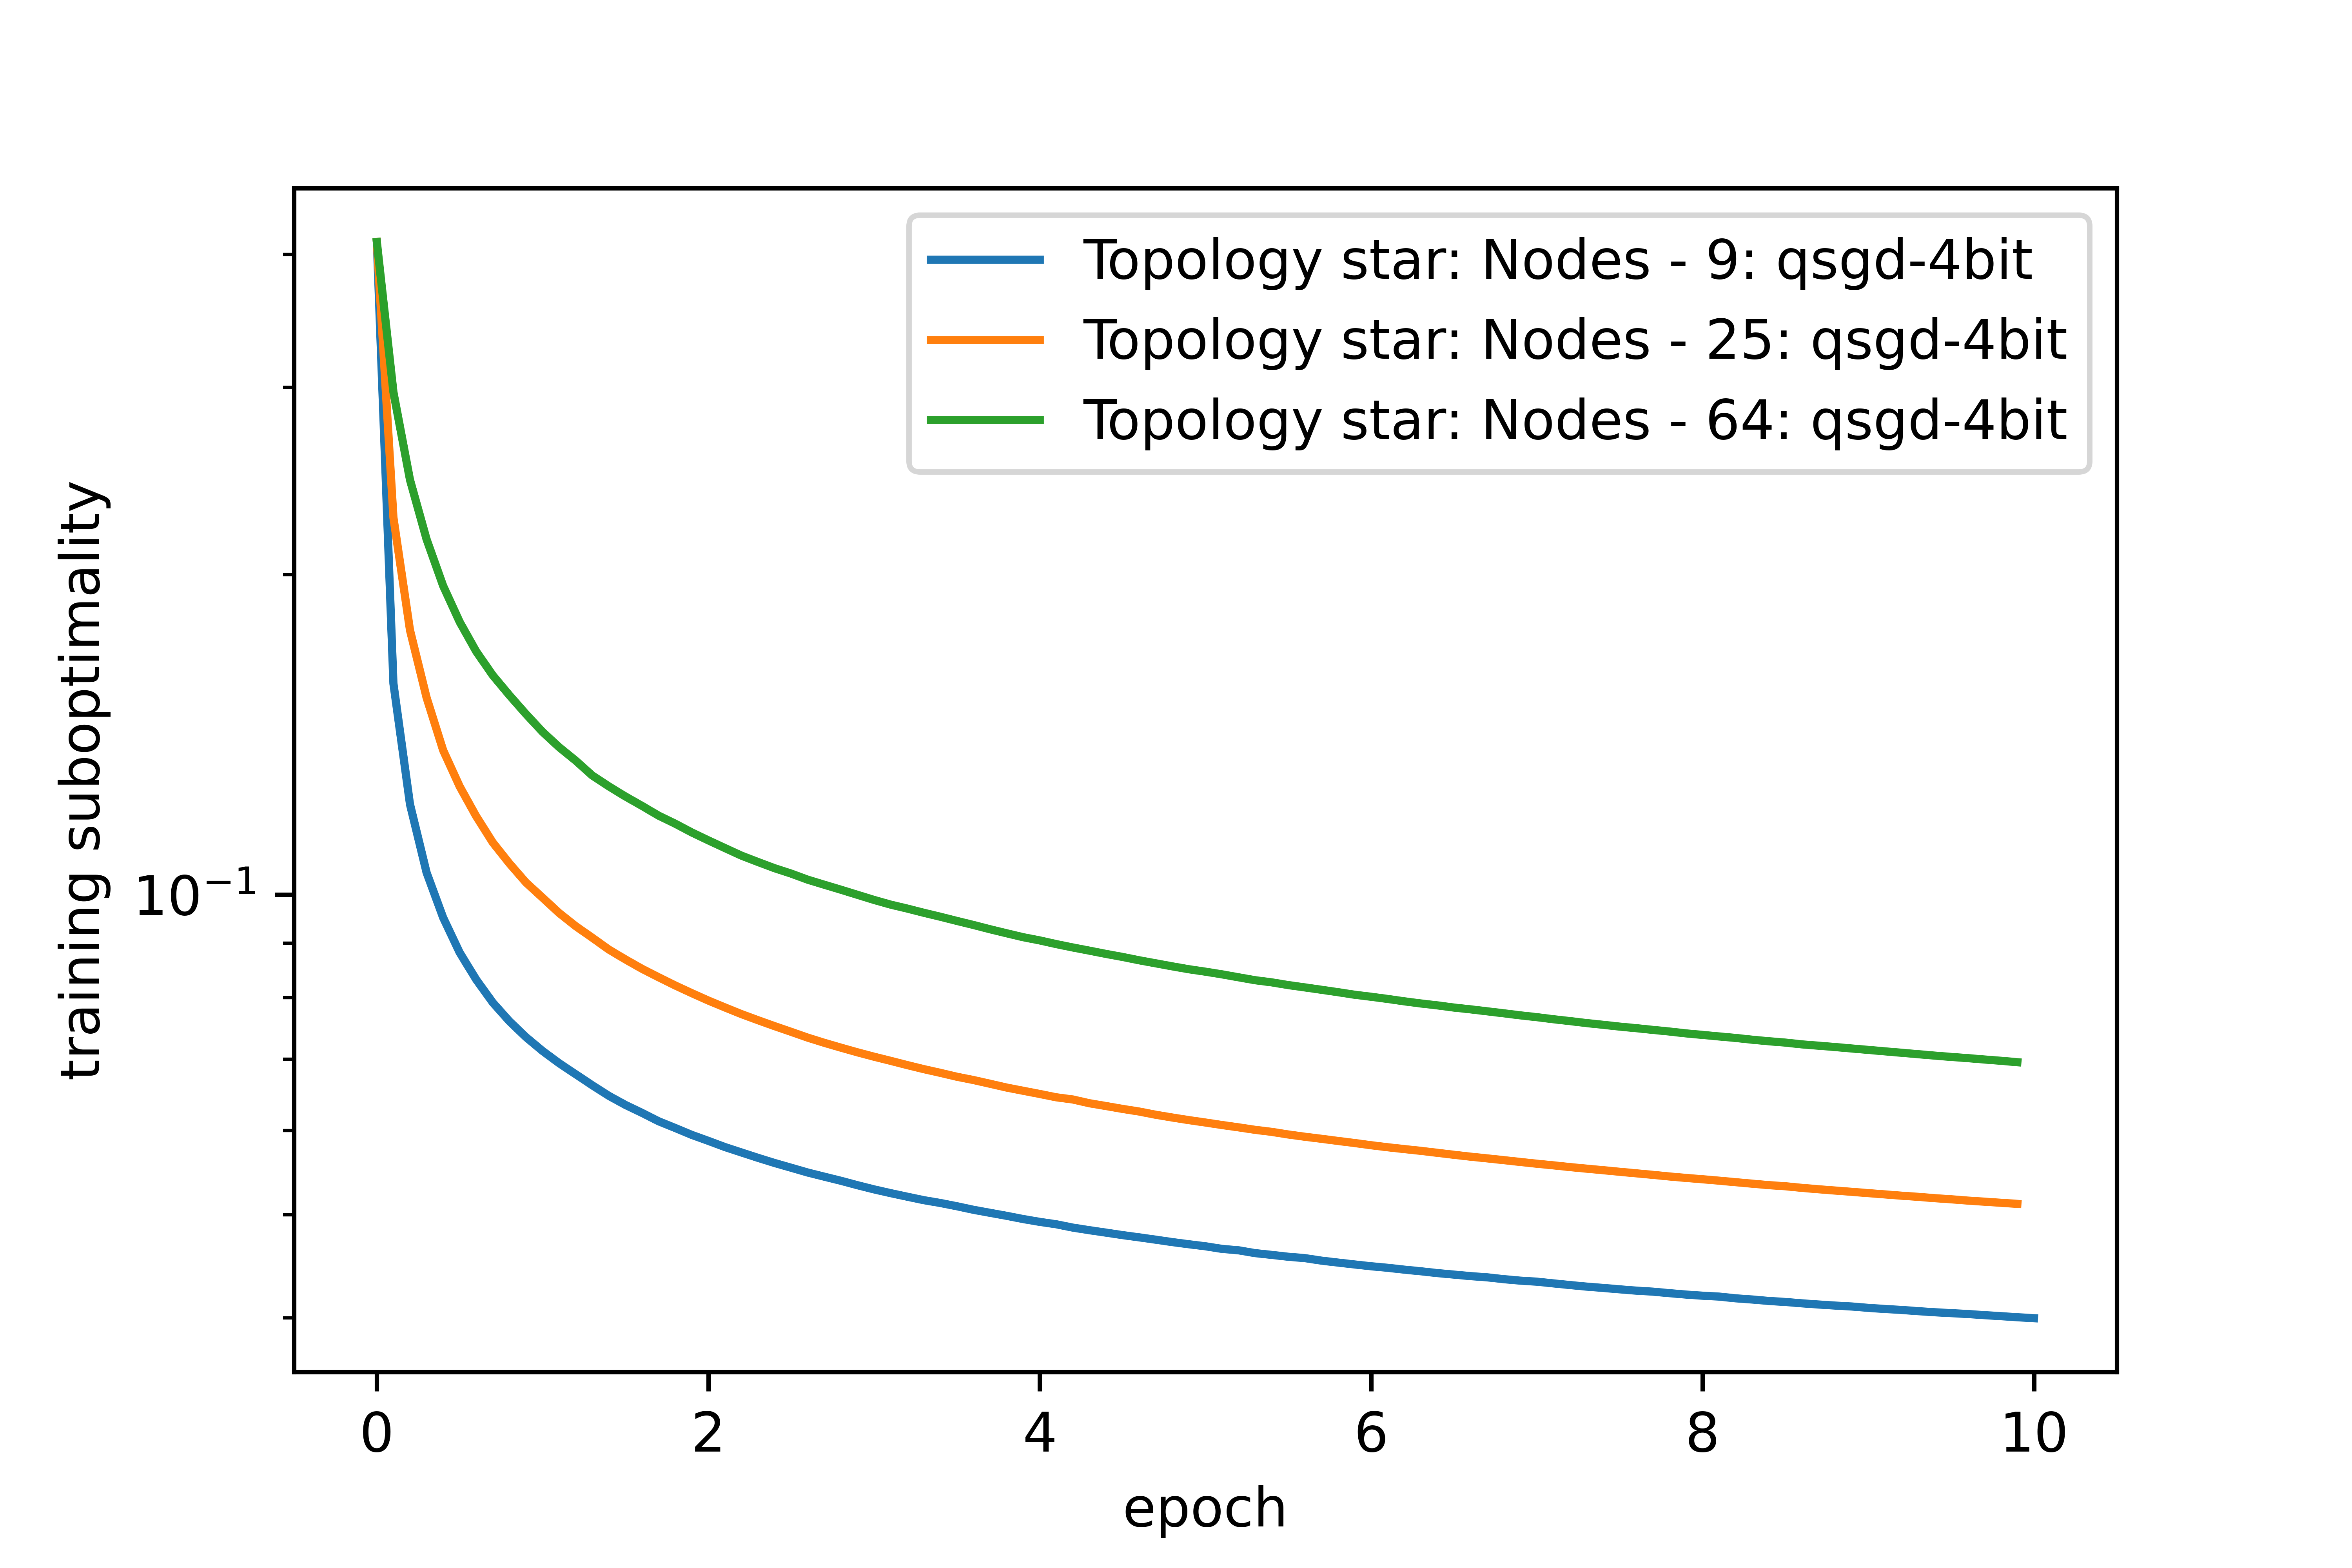 Topology star: Nodes - 9: qsgd-4bit
Topology star: Nodes - 25: qsgd-4bit
Topology star: Nodes - 64: qsgd-4bit
training suboptimality
10⁻¹
0 2 4 6 8 10
epoch